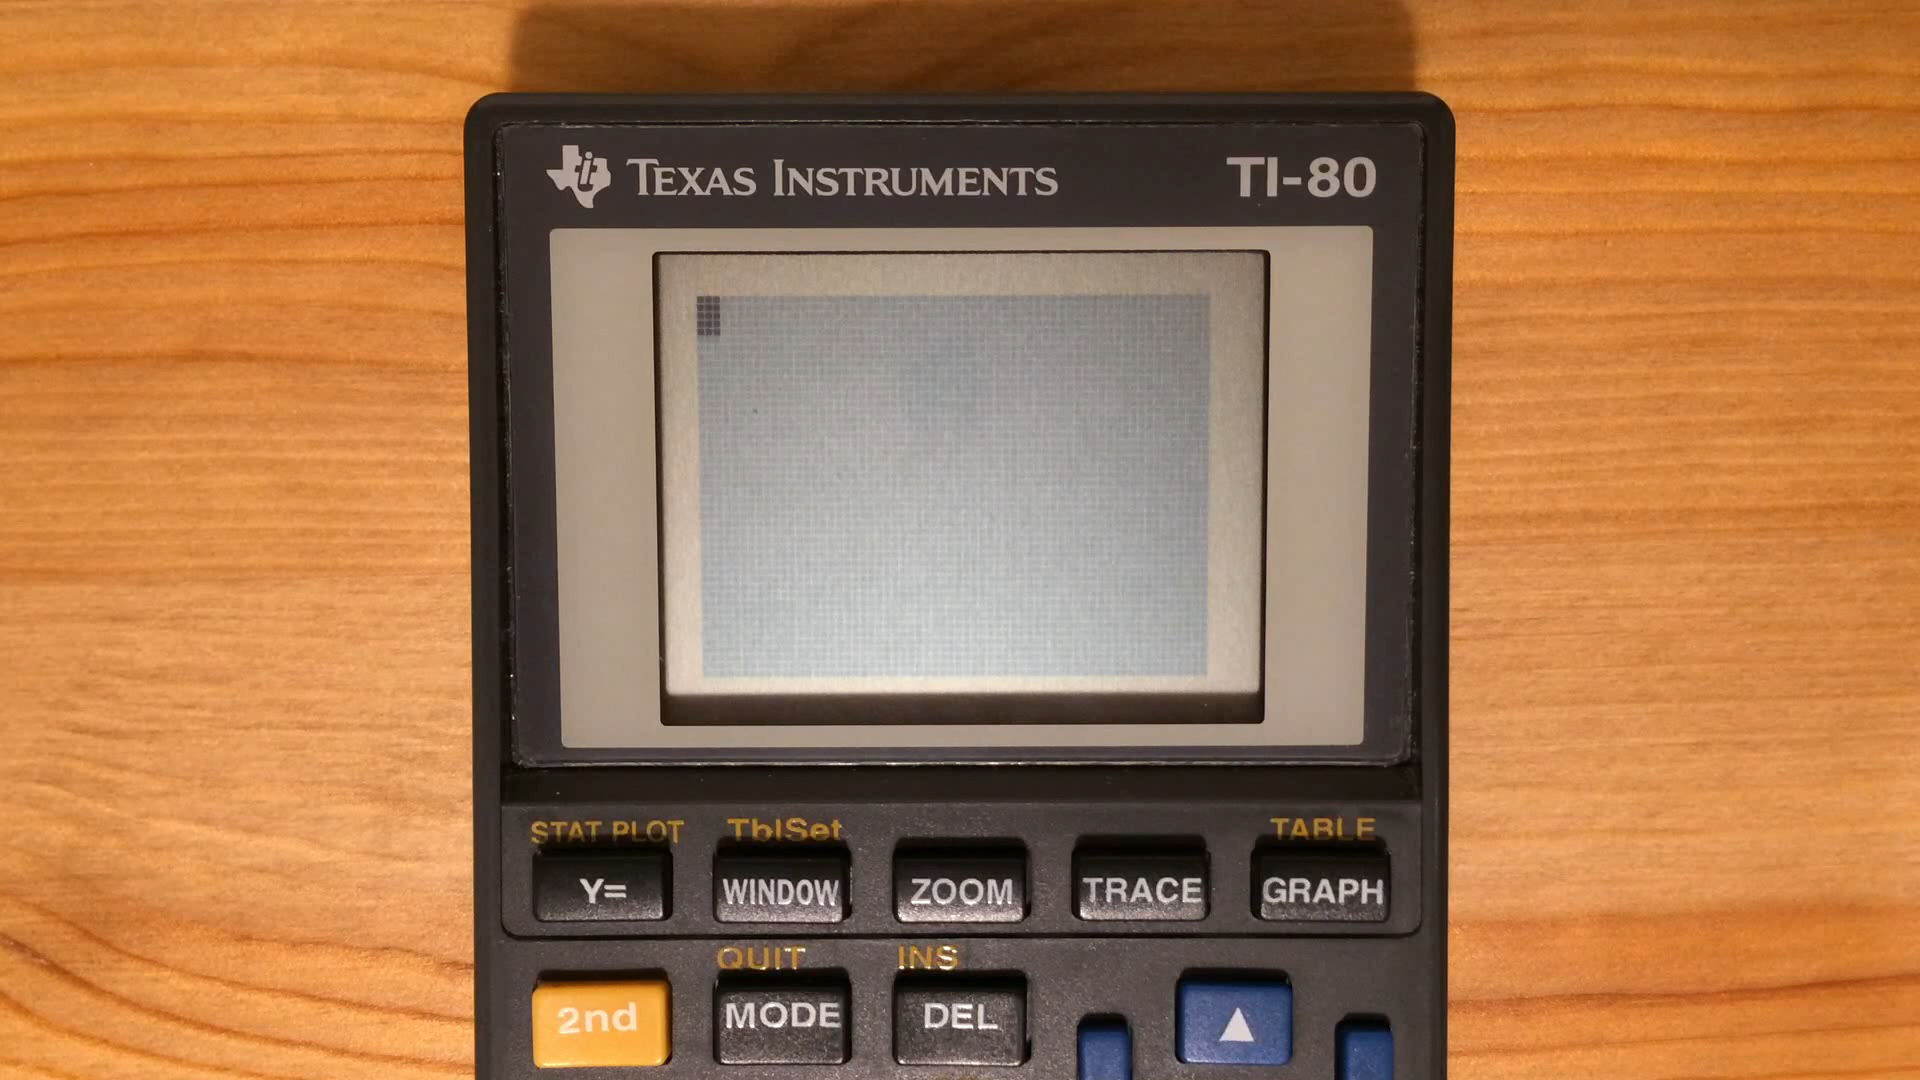 TEXAS INSTRUMENTS TI-80
STAT PLOT TblSet TABLE
Y= WINDOW ZOOM TRACE GRAPH
QUIT INS
2nd MODE DEL